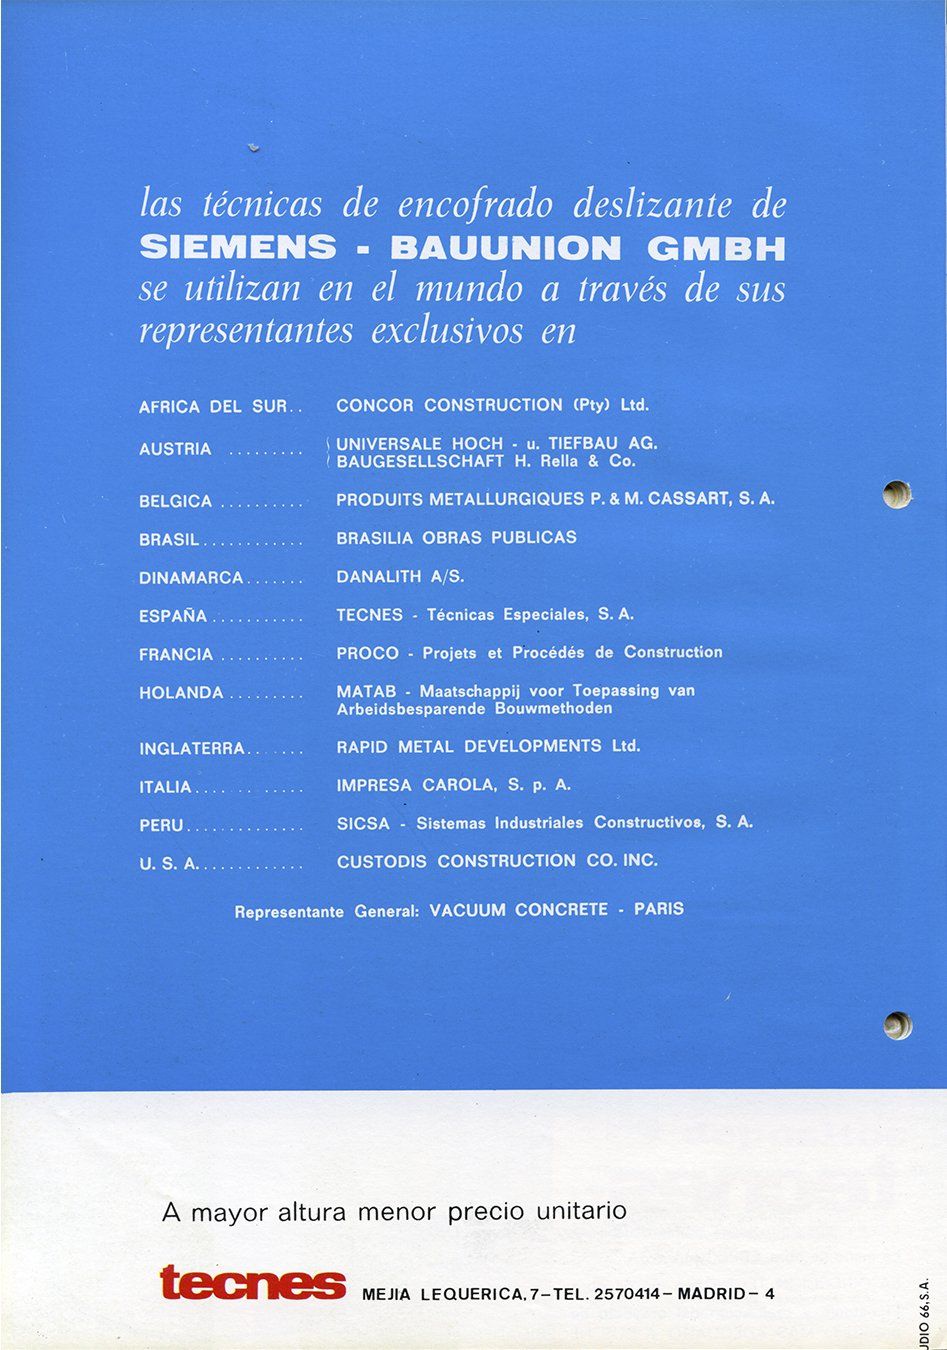 las técnicas de encofrado deslizante de
SIEMENS - BAUUNION GMBH
se utilizan en el mundo a través de sus
representantes exclusivos en
AFRICA DEL SUR.. CONCOR CONSTRUCTION (Pty) Ltd.
AUSTRIA ......... UNIVERSALE HOCH - u. TIEFBAU AG.
BAUGESELLSCHAFT H. Rella & Co.
BELGICA .......... PRODUITS METALLURGIQUES P. & M. CASSART, S. A.
BRASIL............ BRASILIA OBRAS PUBLICAS
DINAMARCA....... DANALITH A/S.
ESPAÑA ........... TECNES - Técnicas Especiales, S. A.
FRANCIA .......... PROCO - Projets et Procédés de Construction
HOLANDA ......... MATAB - Maatschappij voor Toepassing van
Arbeidsbesparende Bouwmethoden
INGLATERRA....... RAPID METAL DEVELOPMENTS Ltd.
ITALIA............ IMPRESA CAROLA, S. p. A.
PERU.............. SICSA - Sistemas Industriales Constructivos, S. A.
U. S. A............. CUSTODIS CONSTRUCTION CO. INC.
Representante General: VACUUM CONCRETE - PARIS
A mayor altura menor precio unitario
tecnes MEJIA LEQUERICA, 7-TEL. 2570414-MADRID-4
66, S.A.